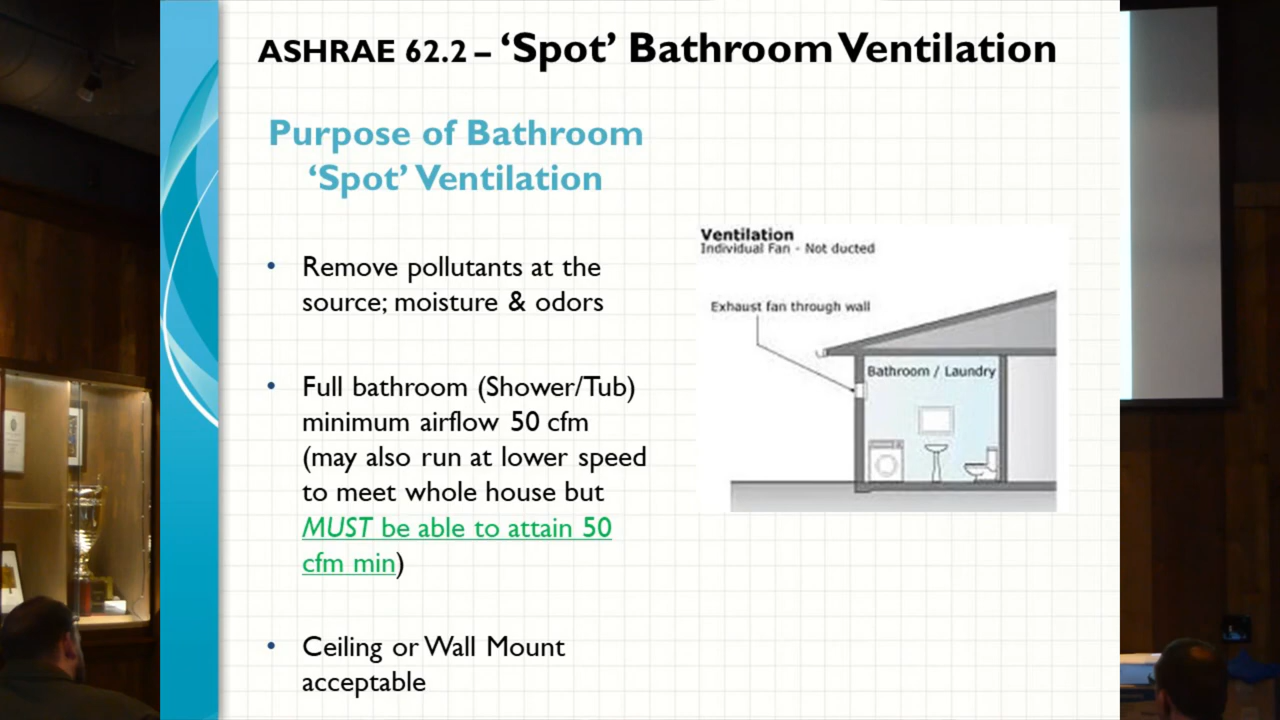 ASHRAE 62.2 – ‘Spot’ Bathroom Ventilation
Purpose of Bathroom
‘Spot’ Ventilation
• Remove pollutants at the
source; moisture & odors
• Full bathroom (Shower/Tub)
minimum airflow 50 cfm
(may also run at lower speed
to meet whole house but
MUST be able to attain 50
cfm min)
• Ceiling or Wall Mount
acceptable
Ventilation
Individual Fan - Not ducted
Exhaust fan through wall
Bathroom / Laundry